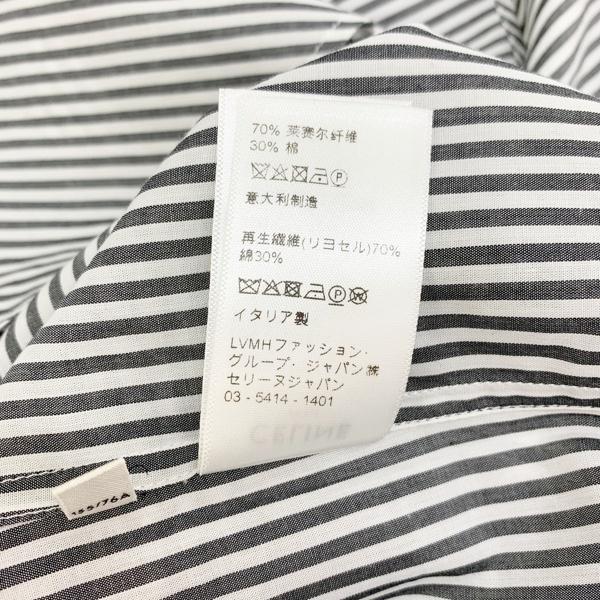 70% 莱赛尔纤维
30% 棉
意大利制造
再生繊維(リヨセル)70%
綿30%
イタリア製
LVMHファッション・
グループ・ジャパン㈱
セリーヌジャパン
03 - 5414 - 1401
CELINE
155/76A